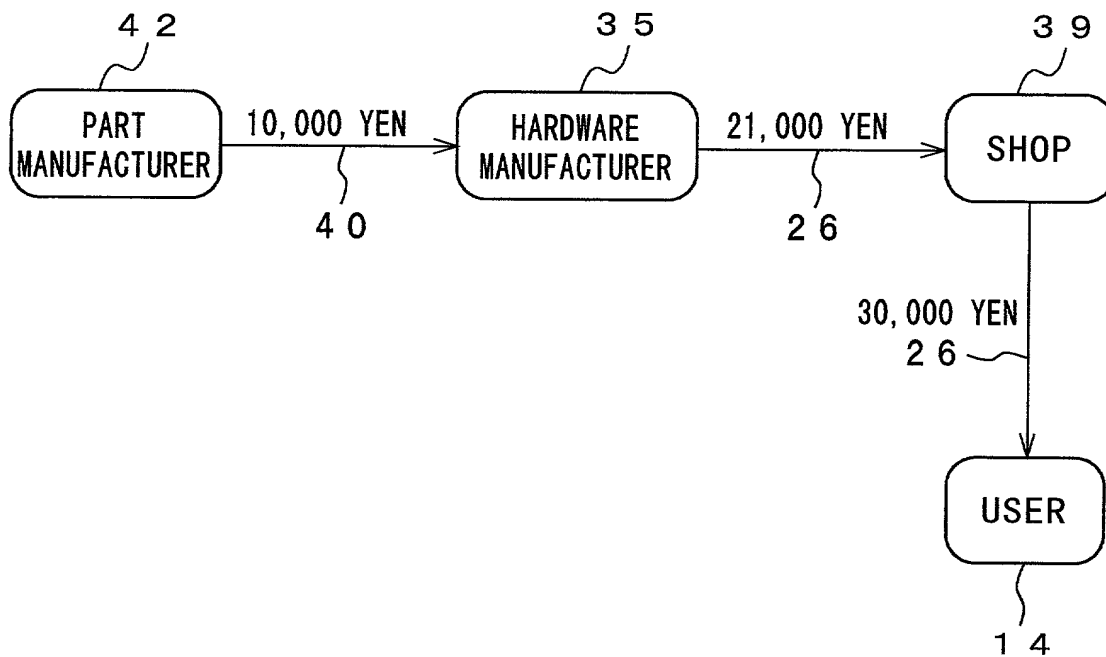 42
35
39
PART
MANUFACTURER
10,000 YEN
40
HARDWARE
MANUFACTURER
21,000 YEN
26
SHOP
30,000 YEN
26
USER
14